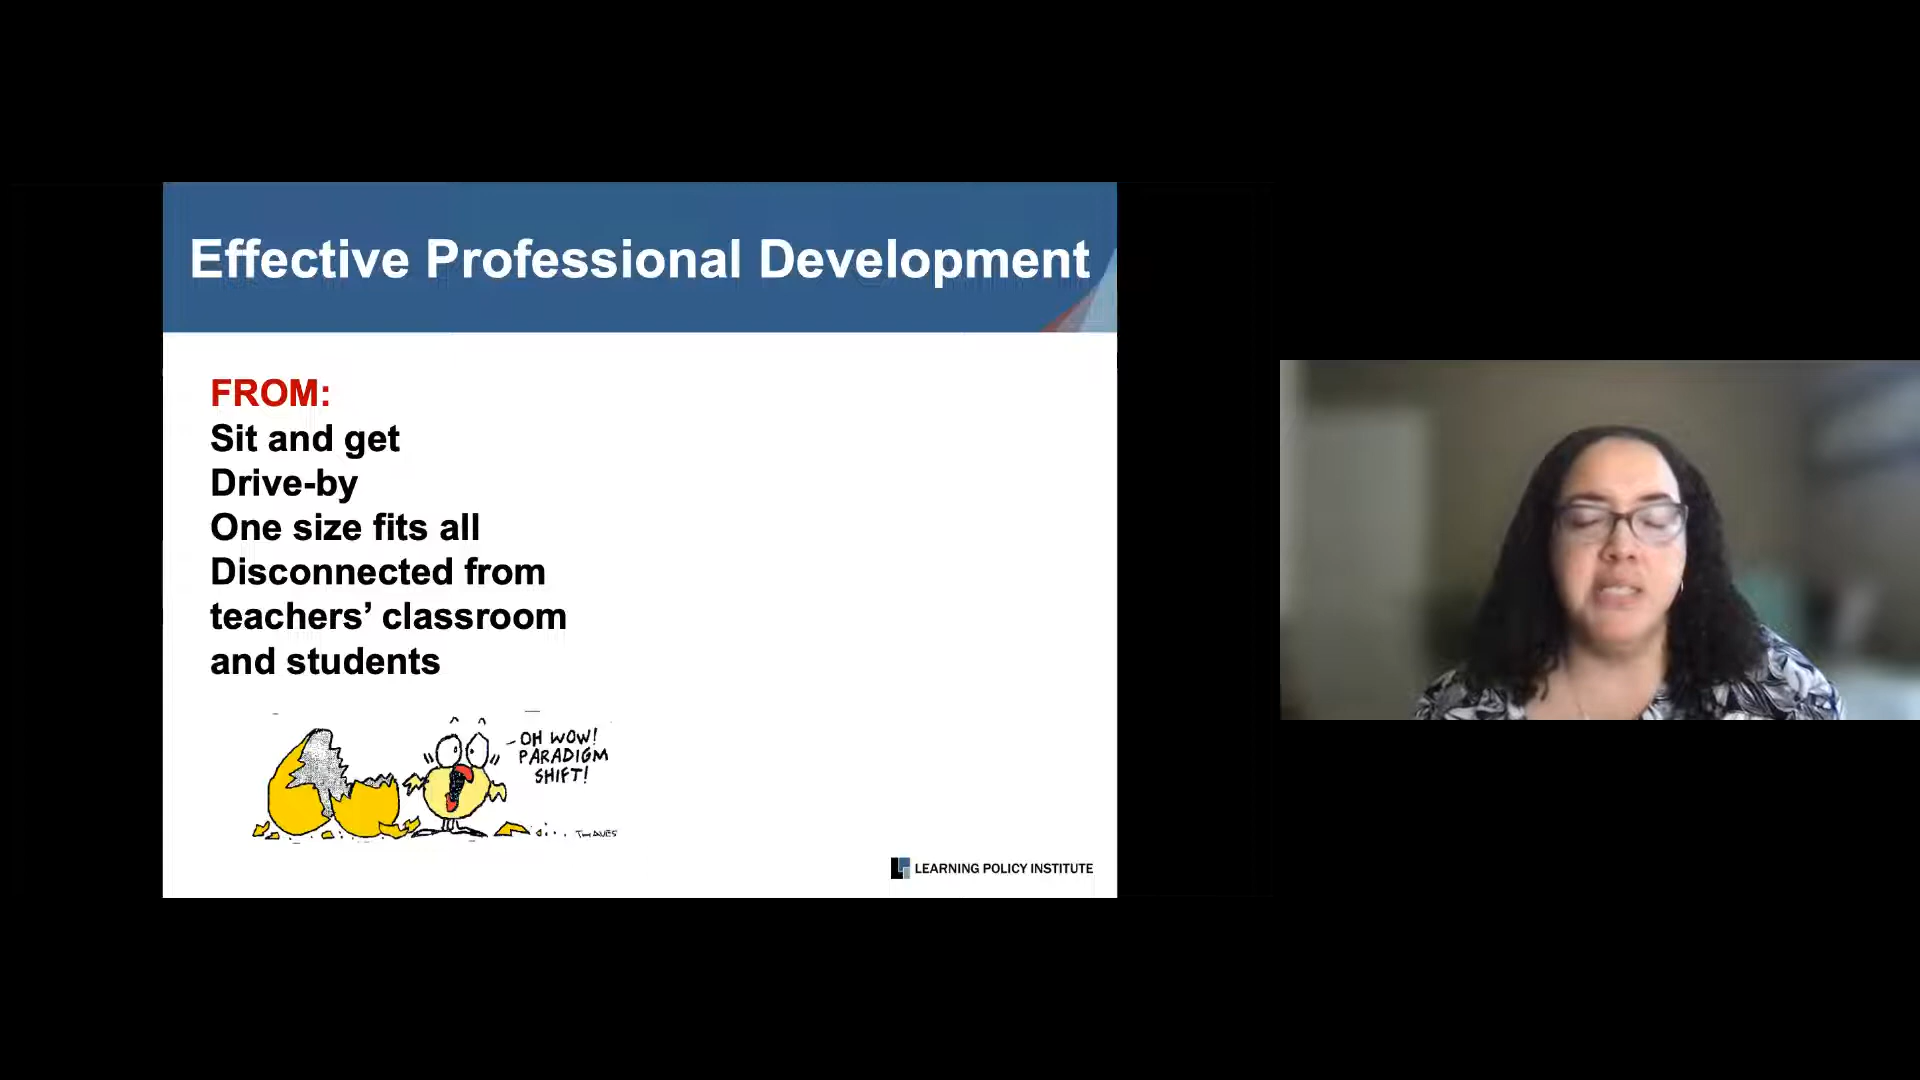 Effective Professional Development
FROM:
Sit and get
Drive-by
One size fits all
Disconnected from
teachers’ classroom
and students
OH WOW!
PARADIGM
SHIFT!
THAVES
LEARNING POLICY INSTITUTE